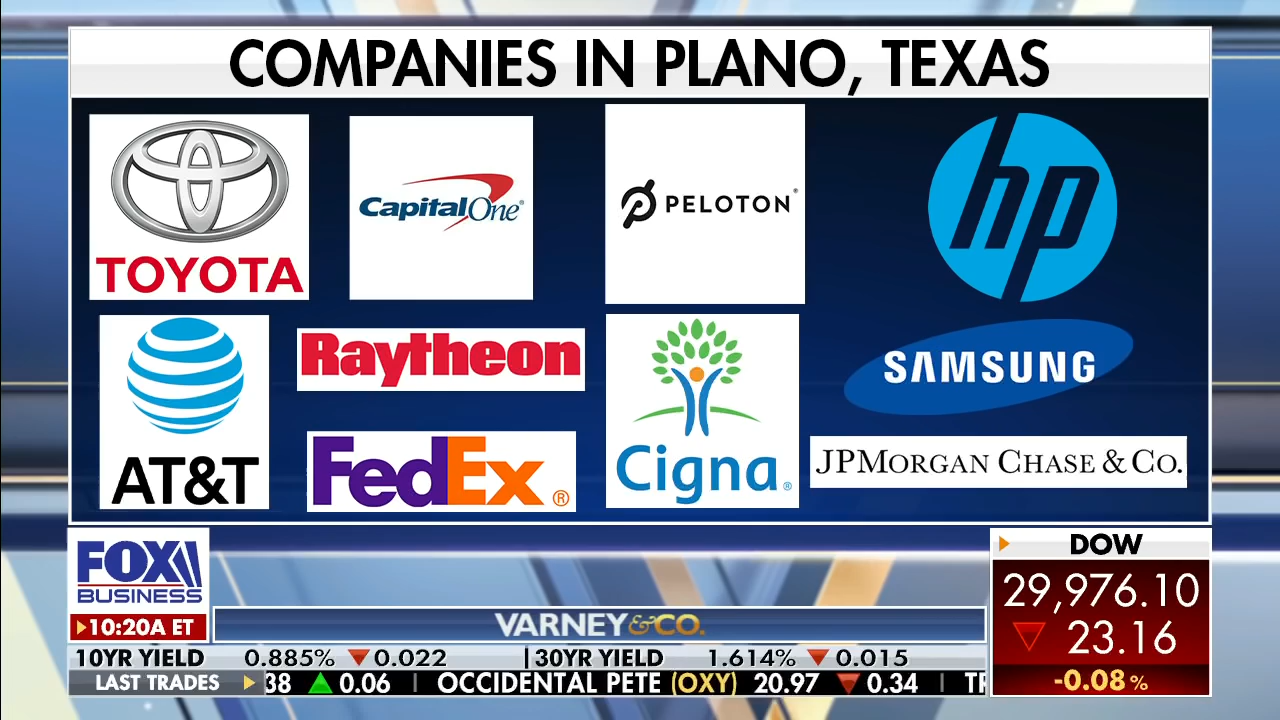 COMPANIES IN PLANO, TEXAS
TOYOTA
CapitalOne®
PELOTON®
hp
AT&T
Raytheon
FedEx®
Cigna®
SAMSUNG
JPMORGAN CHASE & CO.
FOX
BUSINESS
10:20A ET
VARNEY & CO.
DOW
29,976.10
23.16
-0.08%
10YR YIELD 0.885% 0.022 30YR YIELD 1.614% 0.015
LAST TRADES 38 0.06 OCCIDENTAL PETE (OXY) 20.97 0.34